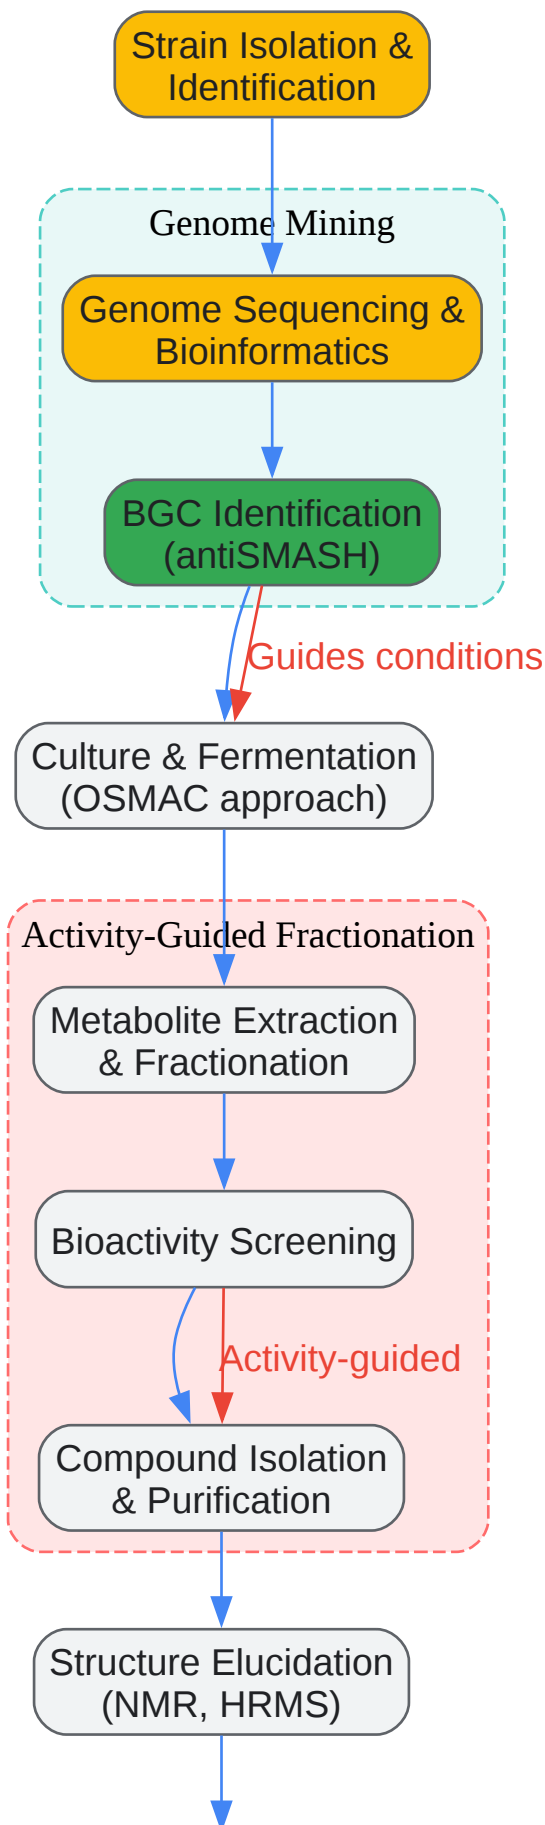 Strain Isolation &
Identification
Genome Mining
Genome Sequencing &
Bioinformatics
BGC Identification
(antiSMASH)
Guides conditions
Culture & Fermentation
(OSMAC approach)
Activity-Guided Fractionation
Metabolite Extraction
& Fractionation
Bioactivity Screening
Activity-guided
Compound Isolation
& Purification
Structure Elucidation
(NMR, HRMS)